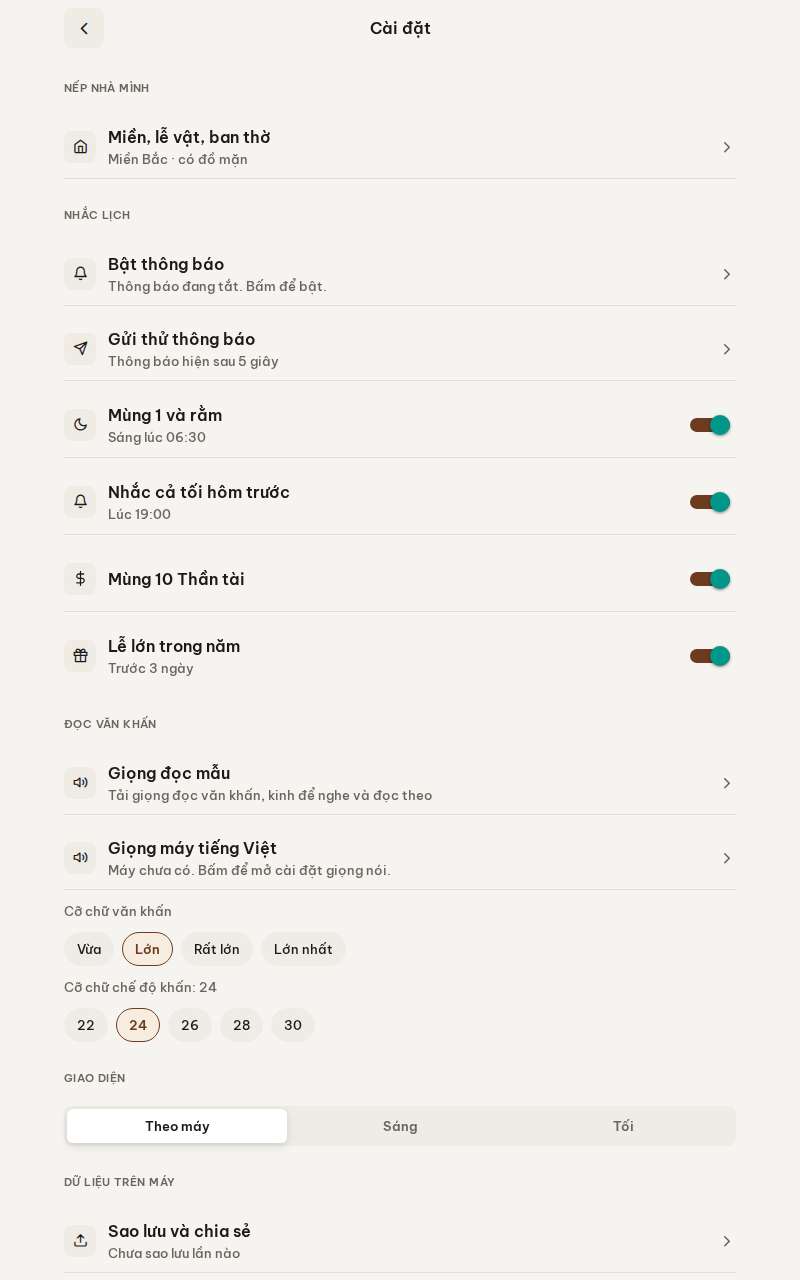 Cài đặt
NẾP NHÀ MÌNH
Miền, lễ vật, ban thờ
Miền Bắc · có đồ mặn
NHẮC LỊCH
Bật thông báo
Thông báo đang tắt. Bấm để bật.
Gửi thử thông báo
Thông báo hiện sau 5 giây
Mùng 1 và rằm
Sáng lúc 06:30
Nhắc cả tối hôm trước
Lúc 19:00
Mùng 10 Thần tài
Lễ lớn trong năm
Trước 3 ngày
ĐỌC VĂN KHẤN
Giọng đọc mẫu
Tải giọng đọc văn khấn, kinh để nghe và đọc theo
Giọng máy tiếng Việt
Máy chưa có. Bấm để mở cài đặt giọng nói.
Cỡ chữ văn khấn
Vừa Lớn Rất lớn Lớn nhất
Cỡ chữ chế độ khấn: 24
22 24 26 28 30
GIAO DIỆN
Theo máy Sáng Tối
DỮ LIỆU TRÊN MÁY
Sao lưu và chia sẻ
Chưa sao lưu lần nào